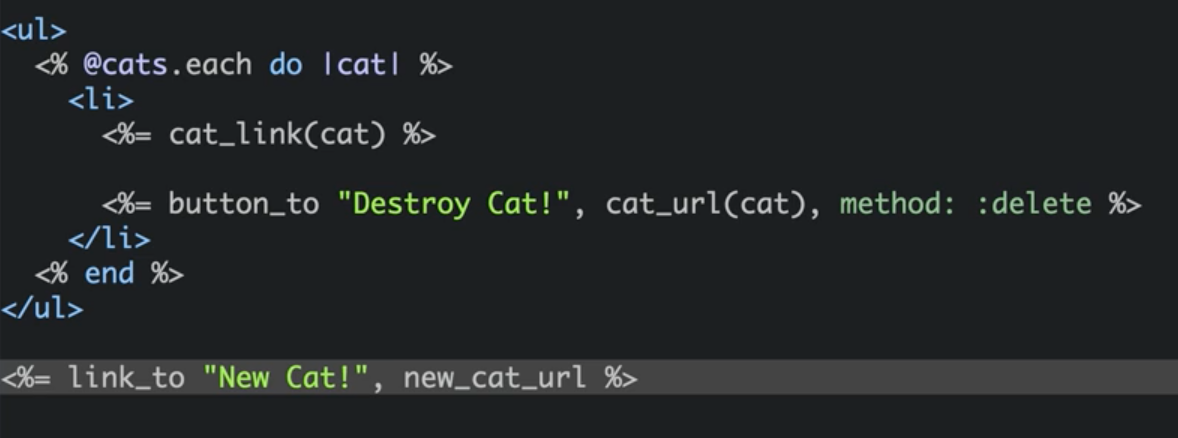 <ul>
  <% @cats.each do |cat| %>
    <li>
      <%= cat_link(cat) %>

      <%= button_to "Destroy Cat!", cat_url(cat), method: :delete %>
    </li>
  <% end %>
</ul>

<%= link_to "New Cat!", new_cat_url %>